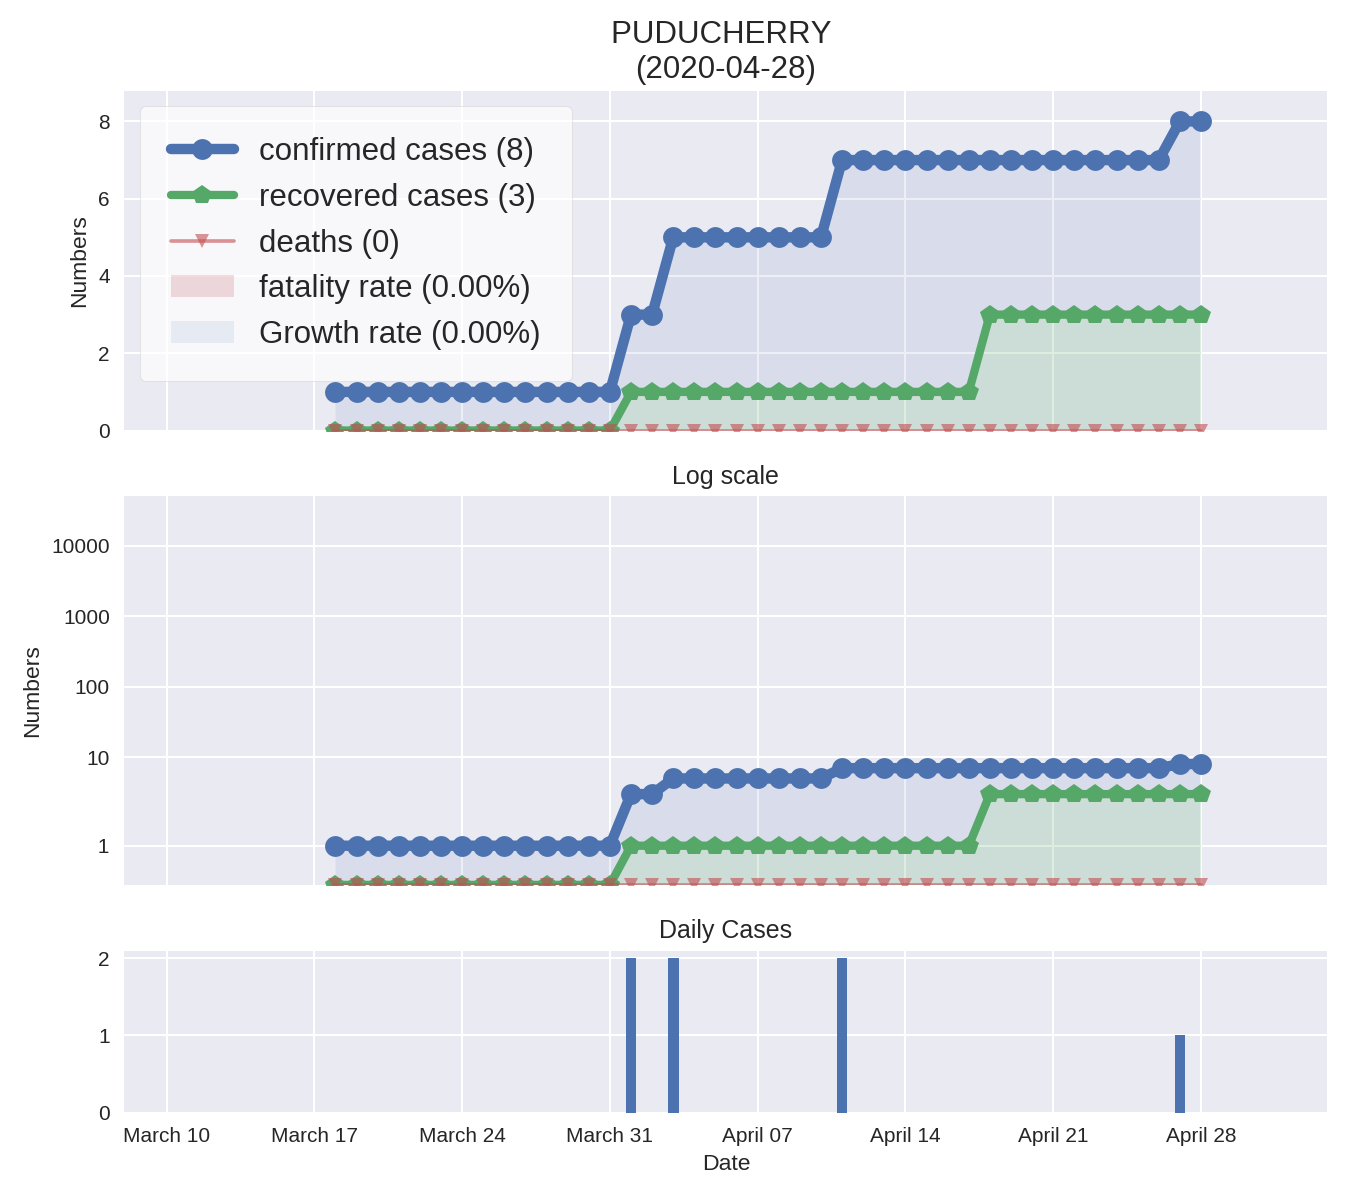 PUDUCHERRY
(2020-04-28)
8
6
4
2
0
Numbers
confirmed cases (8)
recovered cases (3)
deaths (0)
fatality rate (0.00%)
Growth rate (0.00%)
Log scale
10000
1000
100
10
1
Numbers
Daily Cases
2
1
0
March 10 March 17 March 24 March 31 April 07 April 14 April 21 April 28
Date